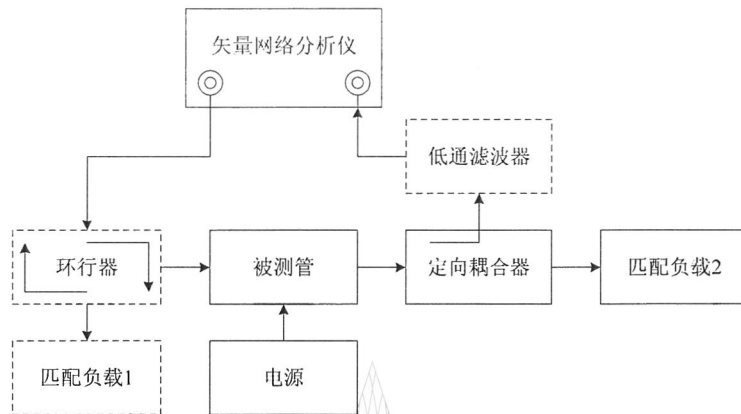 矢量网络分析仪
低通滤波器
环行器
被测管
定向耦合器
匹配负载2
匹配负载1
电源